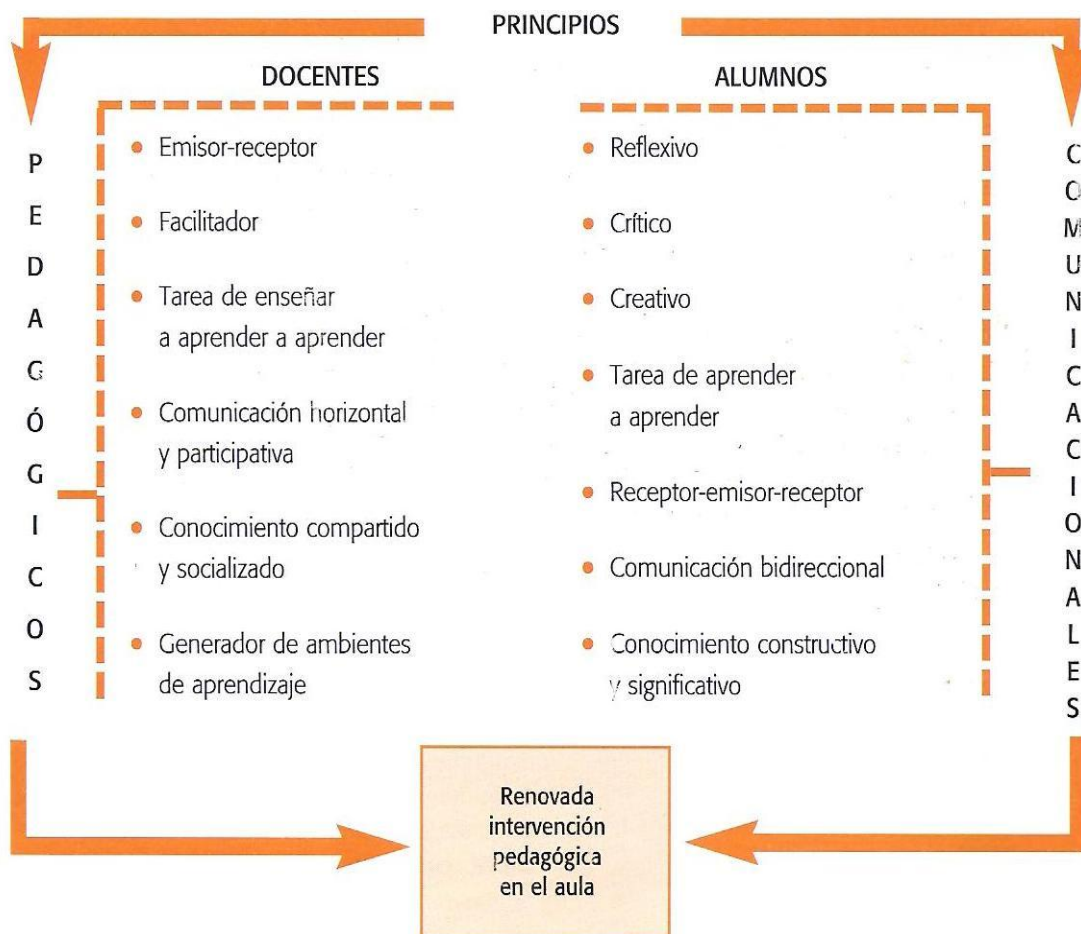 PRINCIPIOS
DOCENTES
ALUMNOS
PEDAGÓGICOS
• Emisor-receptor
• Facilitador
• Tarea de enseñar
a aprender a aprender
• Comunicación horizontal
y participativa
• Conocimiento compartido
y socializado
• Generador de ambientes
de aprendizaje
• Reflexivo
• Crítico
• Creativo
• Tarea de aprender
a aprender
• Receptor-emisor-receptor
• Comunicación bidireccional
• Conocimiento constructivo
y significativo
COMUNICACIONALES
Renovada
intervención
pedagógica
en el aula